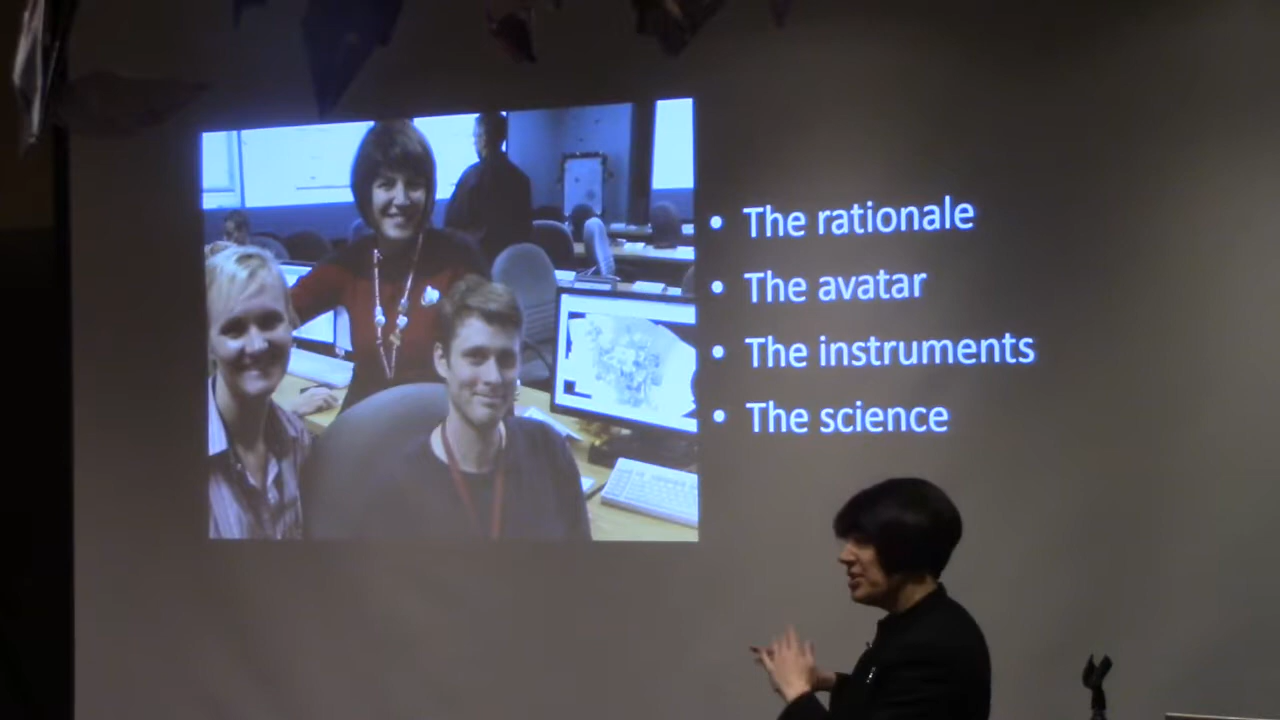 • The rationale
• The avatar
• The instruments
• The science